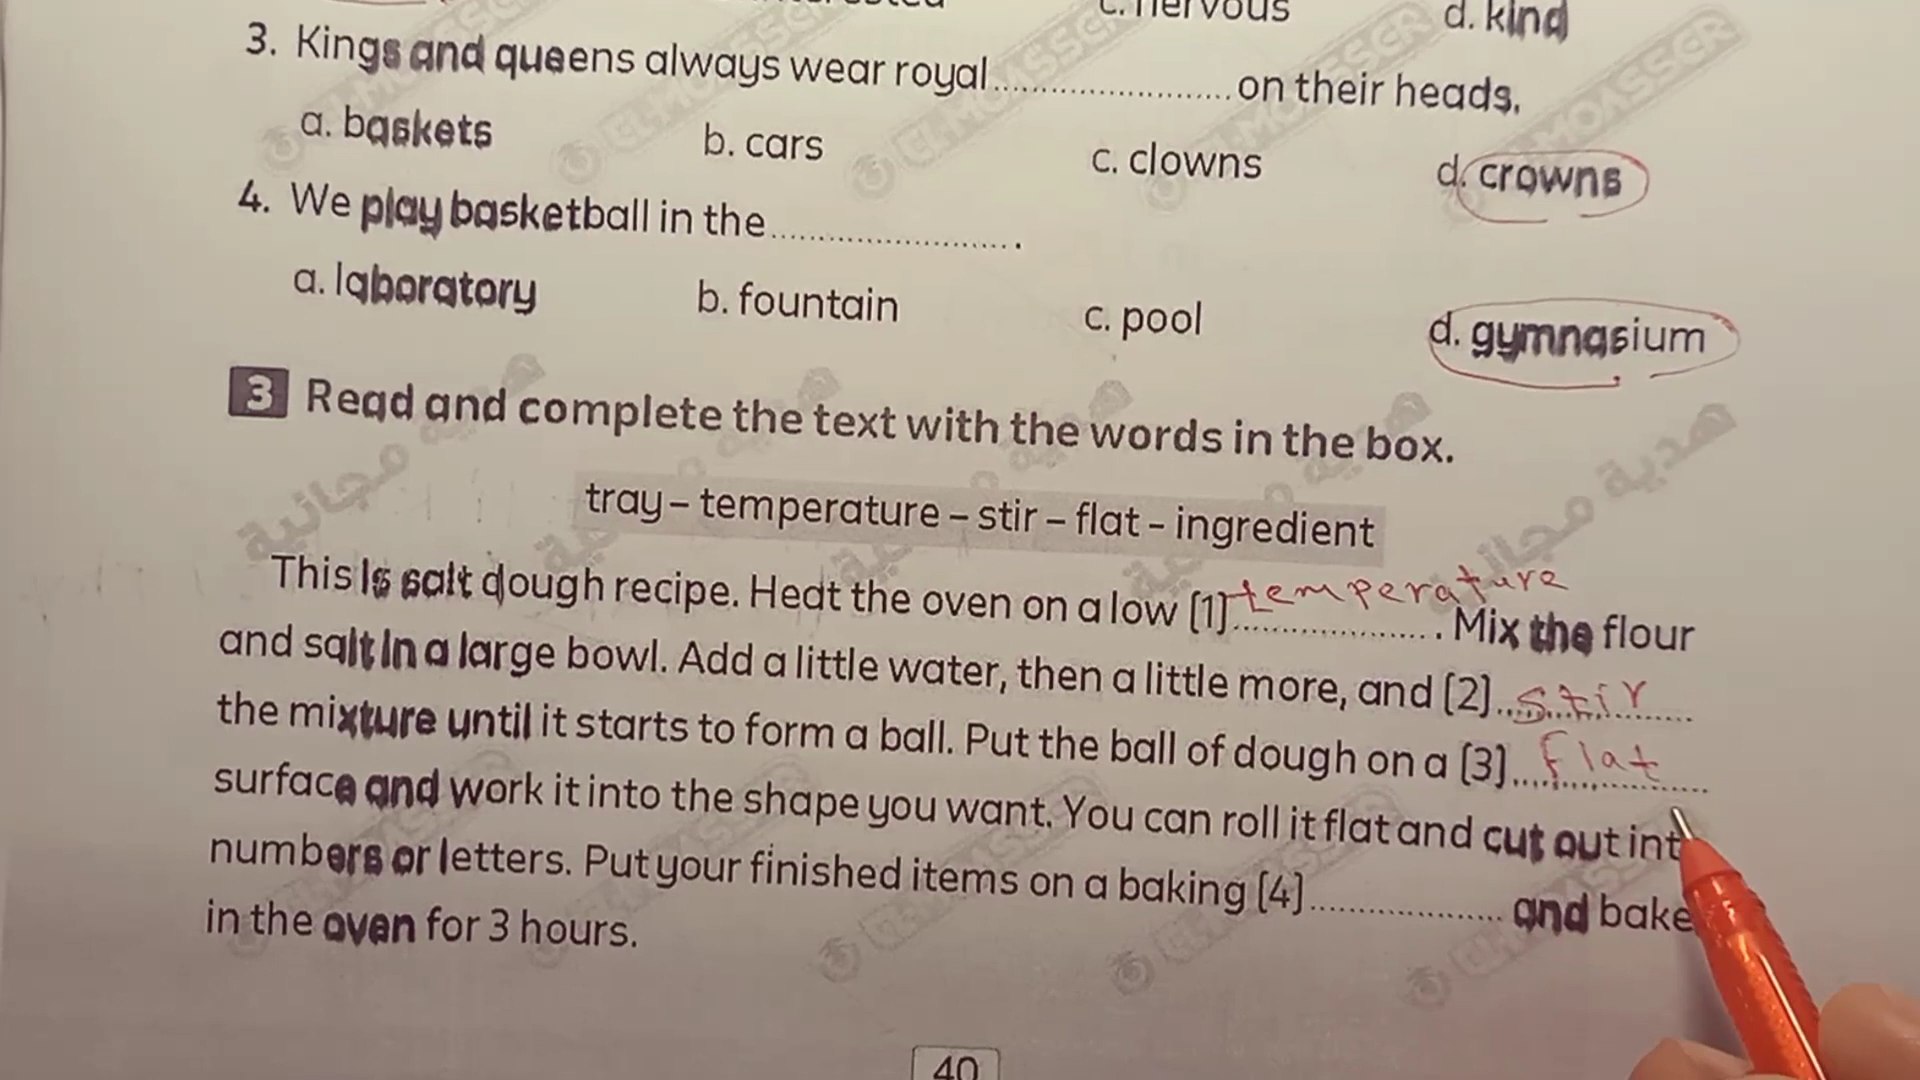 c. nervous d. kind
3. Kings and queens always wear royal ........................ on their heads.
a. baskets b. cars c. clowns d. crowns
4. We play basketball in the ........................ .
a. laboratory b. fountain c. pool d. gymnasium
3 Read and complete the text with the words in the box.
tray – temperature – stir – flat – ingredient
This Is salt dough recipe. Heat the oven on a low (1) temperature .................... . Mix the flour
and salt In a large bowl. Add a little water, then a little more, and (2) stir ....................
the mixture until it starts to form a ball. Put the ball of dough on a (3) flat ....................
surface and work it into the shape you want. You can roll it flat and cut out int
numbers or letters. Put your finished items on a baking (4) .................... and bake
in the oven for 3 hours.
40
ELMOASSER
هدية مجانية